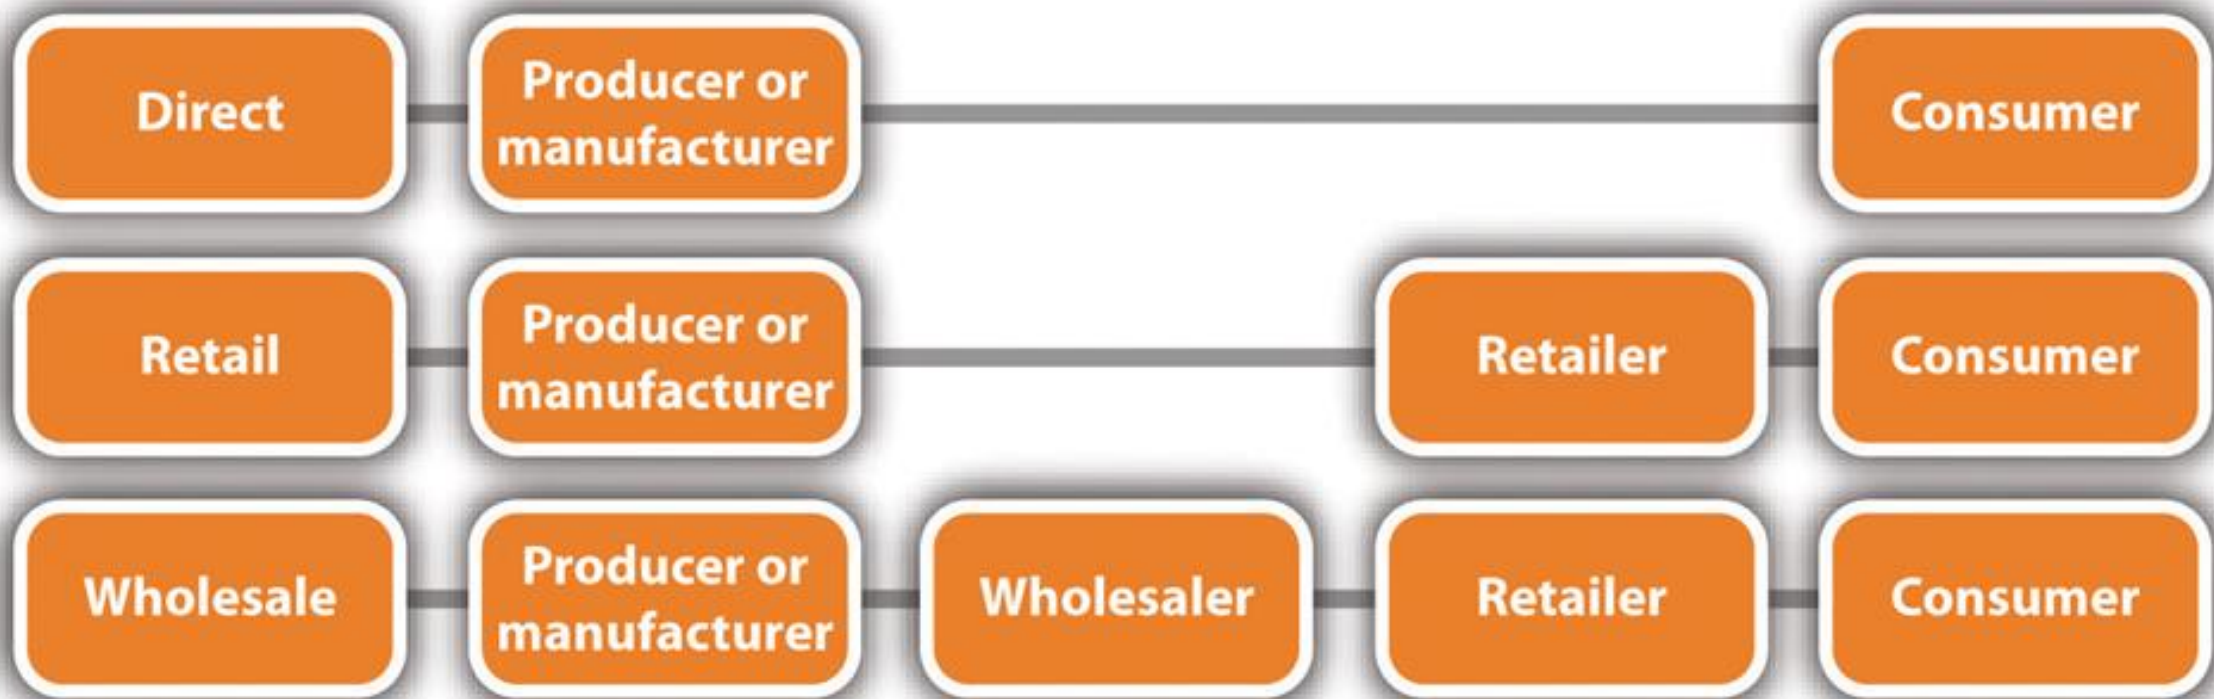 Direct
Producer or
manufacturer
Consumer
Retail
Producer or
manufacturer
Retailer
Consumer
Wholesale
Producer or
manufacturer
Wholesaler
Retailer
Consumer